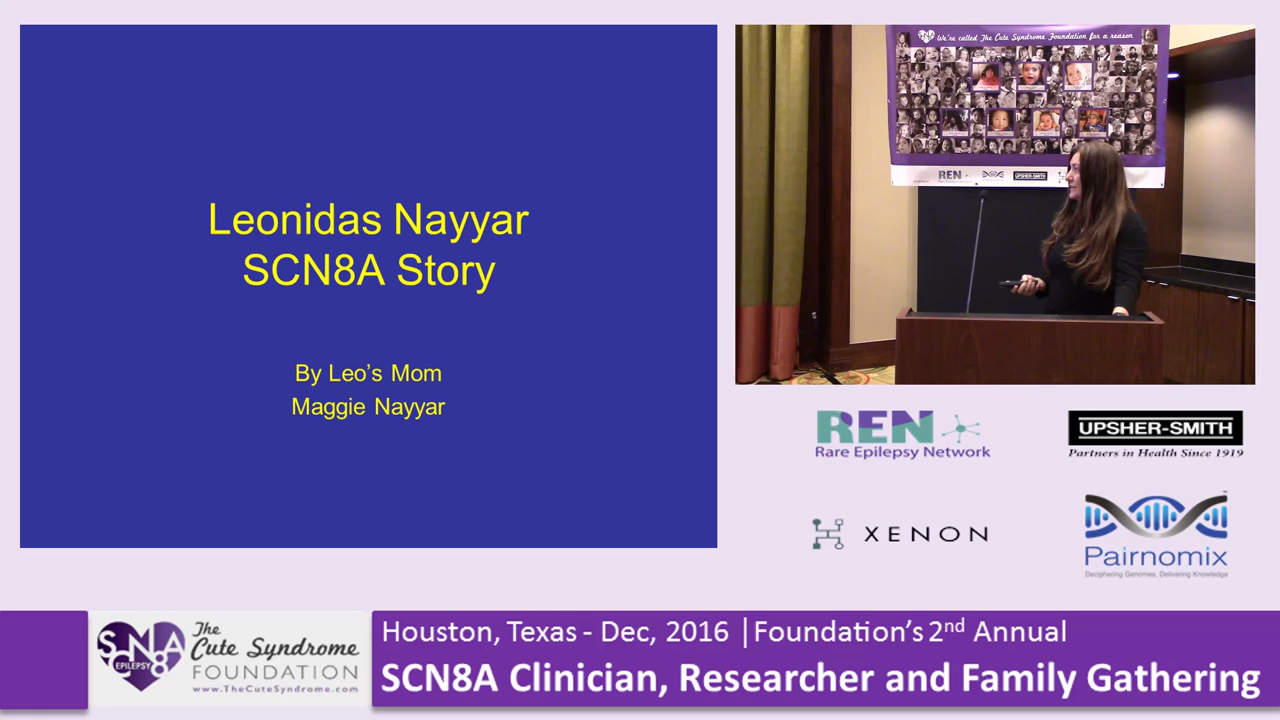 Leonidas Nayyar
SCN8A Story
By Leo's Mom
Maggie Nayyar
We're called The Cute Syndrome Foundation for a reason
REN
UPSHER-SMITH
REN
Rare Epilepsy Network
UPSHER-SMITH
Partners in Health Since 1919
XENON
Pairnomix
Deciphering Genomes, Delivering Knowledge
SCN8A
EPILEPSY
The
Cute Syndrome
FOUNDATION
www.TheCuteSyndrome.com
Houston, Texas - Dec, 2016 | Foundation's 2nd Annual
SCN8A Clinician, Researcher and Family Gathering